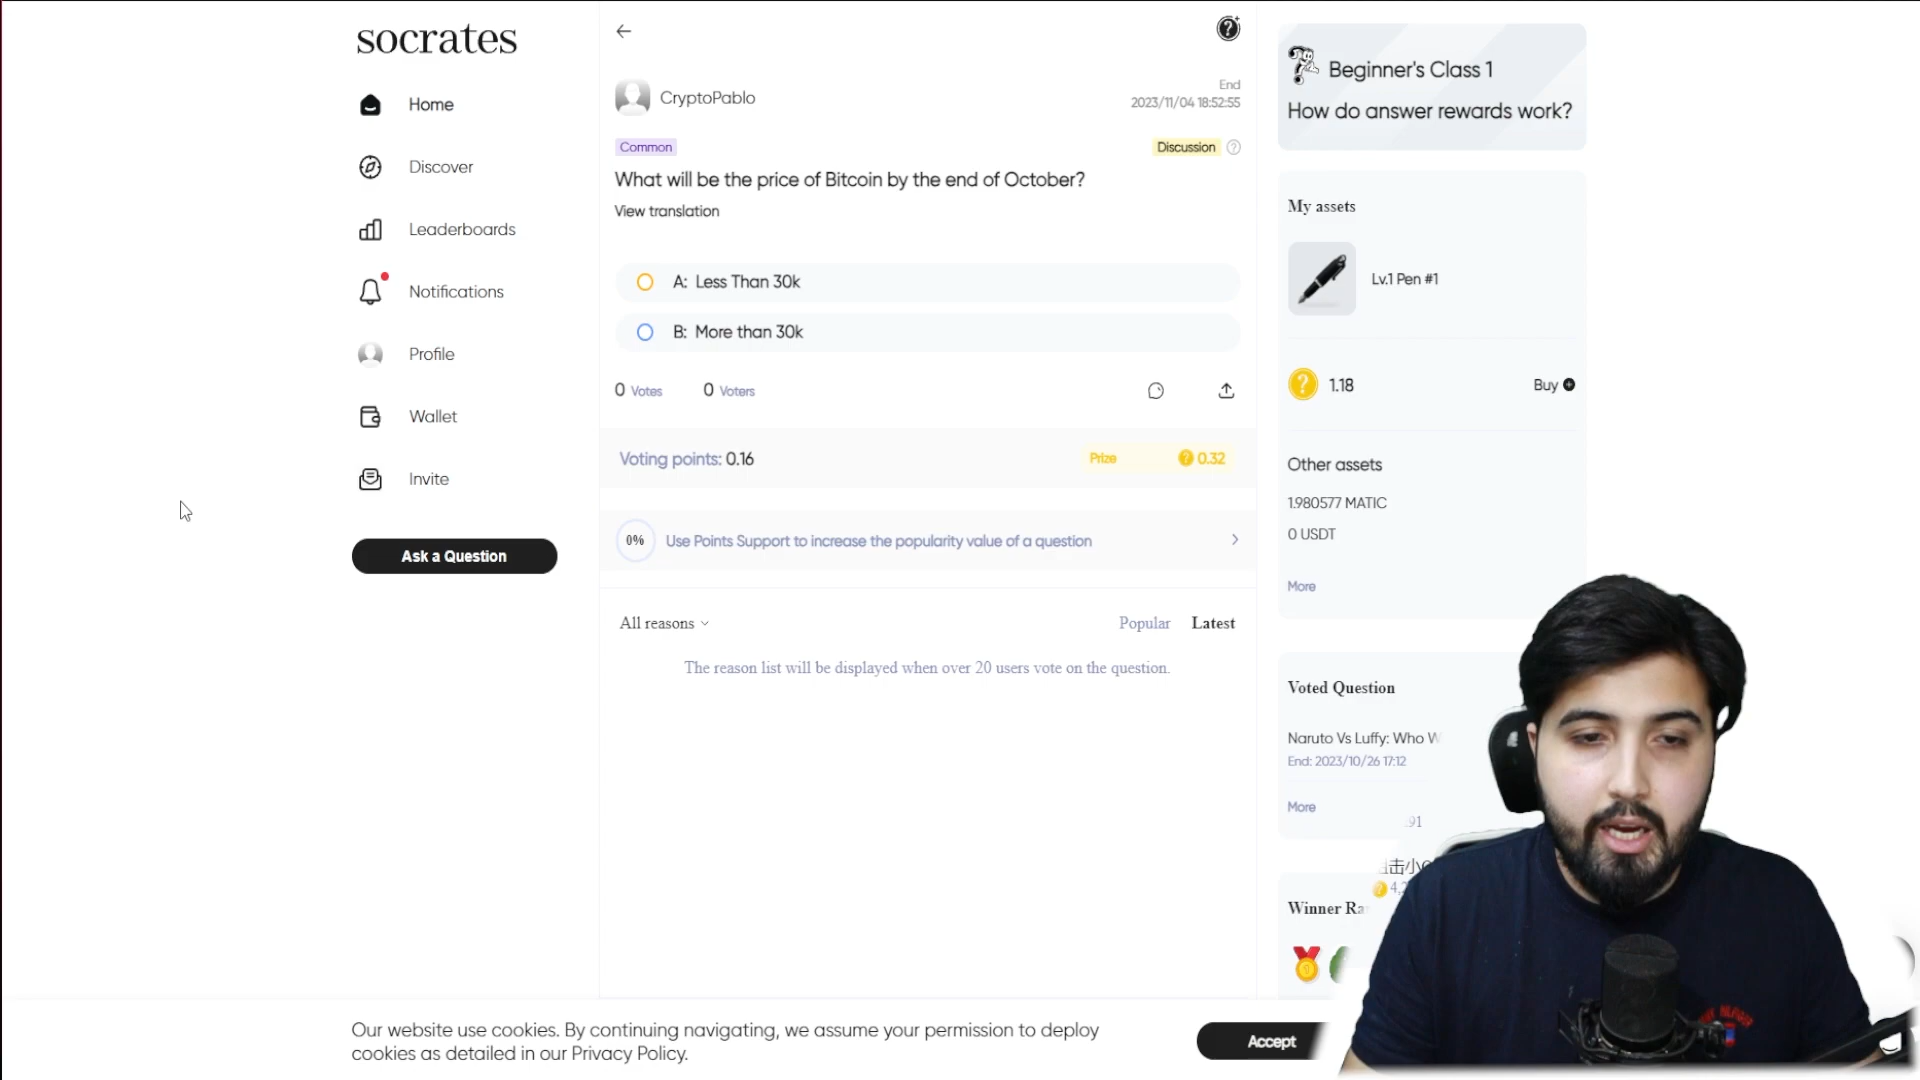 socrates
Home
Discover
Leaderboards
Notifications
Profile
Wallet
Invite
Ask a Question
CryptoPablo
End
2023/11/04 18:52:55
Common
Discussion
What will be the price of Bitcoin by the end of October?
View translation
A: Less Than 30k
B: More than 30k
0 Votes
0 Voters
Voting points: 0.16
Prize
0.32
0%
Use Points Support to increase the popularity value of a question
All reasons
Popular
Latest
The reason list will be displayed when over 20 users vote on the question.
Beginner's Class 1
How do answer rewards work?
My assets
Lv.1 Pen #1
1.18
Buy
Other assets
1.980577 MATIC
0 USDT
More
Voted Question
Naruto Vs Luffy: Who W
End: 2023/10/26 17:12
More
Winner Ra
Our website use cookies. By continuing navigating, we assume your permission to deploy
cookies as detailed in our Privacy Policy.
Accept